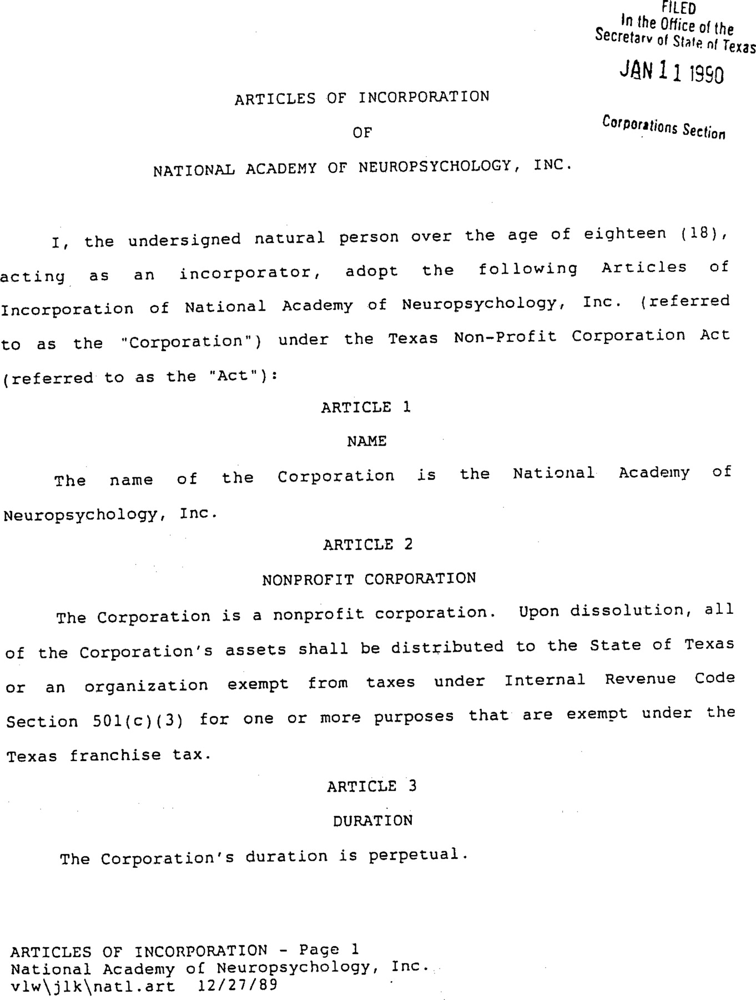 FILED
In the Office of the
Secretary of State of Texas
JAN 11 1990
Corporations Section
ARTICLES OF INCORPORATION
OF
NATIONAL ACADEMY OF NEUROPSYCHOLOGY, INC.
I, the undersigned natural person over the age of eighteen (18),
acting as an incorporator, adopt the following Articles of
Incorporation of National Academy of Neuropsychology, Inc. (referred
to as the "Corporation") under the Texas Non-Profit Corporation Act
(referred to as the "Act"):
ARTICLE 1
NAME
The name of the Corporation is the National Academy of
Neuropsychology, Inc.
ARTICLE 2
NONPROFIT CORPORATION
The Corporation is a nonprofit corporation. Upon dissolution, all
of the Corporation's assets shall be distributed to the State of Texas
or an organization exempt from taxes under Internal Revenue Code
Section 501(c)(3) for one or more purposes that are exempt under the
Texas franchise tax.
ARTICLE 3
DURATION
The Corporation's duration is perpetual.
ARTICLES OF INCORPORATION - Page 1
National Academy of Neuropsychology, Inc.
vlw\jlk\natl.art 12/27/89